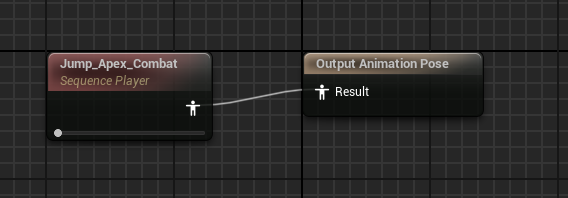 Jump_Apex_Combat
Sequence Player
Output Animation Pose
Result